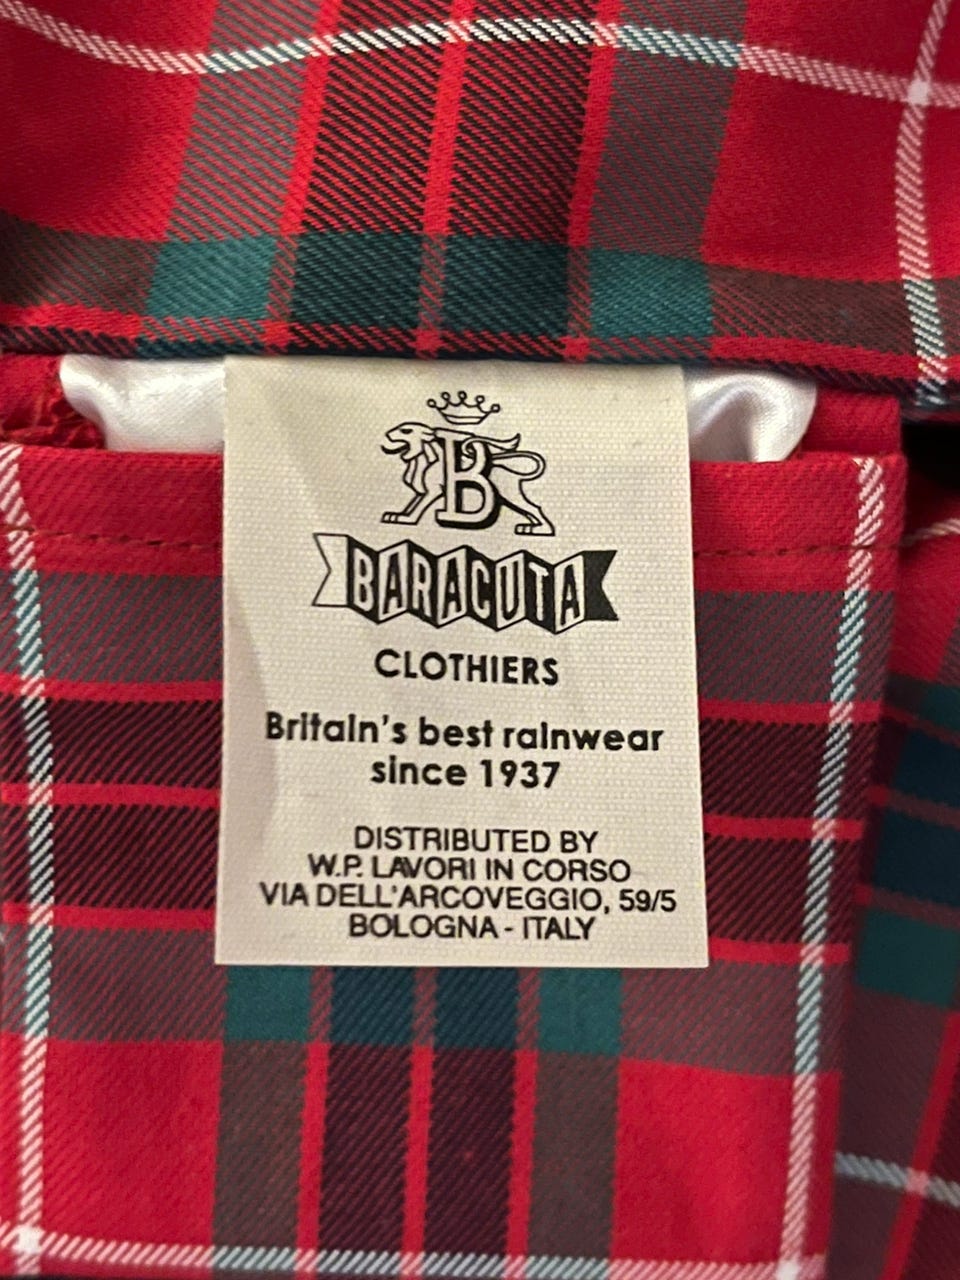 B
BARACUTA
CLOTHIERS
Britain's best rainwear
since 1937
DISTRIBUTED BY
W.P. LAVORI IN CORSO
VIA DELL'ARCOVEGGIO, 59/5
BOLOGNA - ITALY